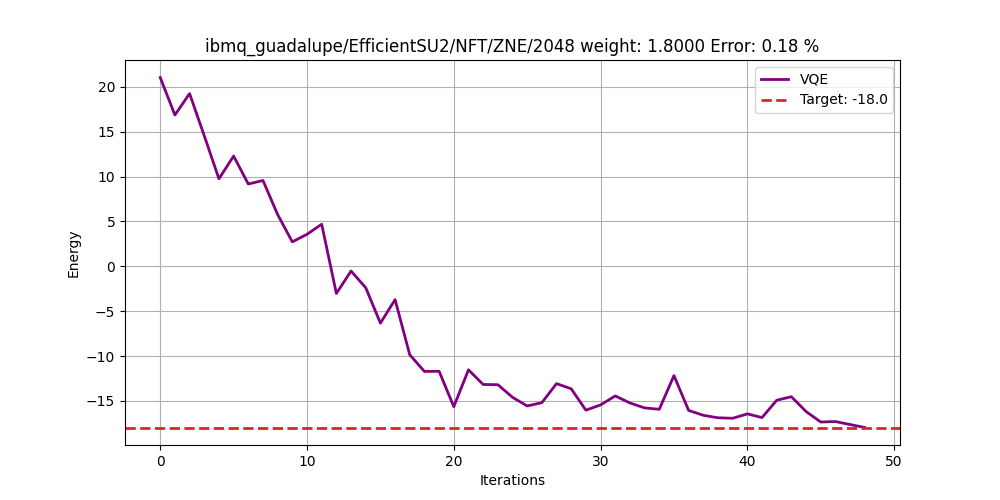 ibmq_guadalupe/EfficientSU2/NFT/ZNE/2048 weight: 1.8000 Error: 0.18 %
VQE
Target: -18.0
Energy
20
15
10
5
0
−5
−10
−15
0 10 20 30 40 50
Iterations